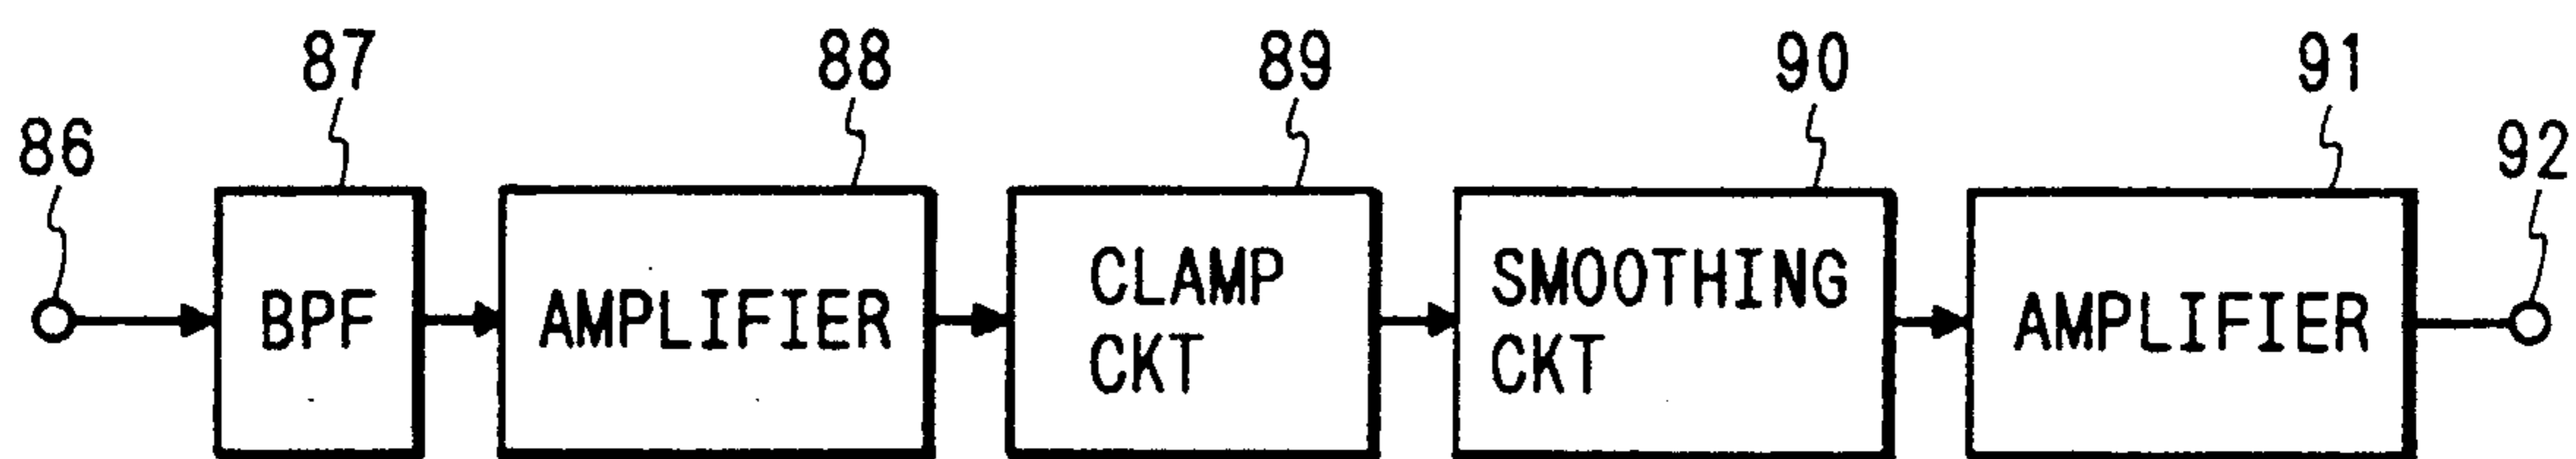 87
88
89
90
91
86
92
BPF
AMPLIFIER
CLAMP
CKT
SMOOTHING
CKT
AMPLIFIER